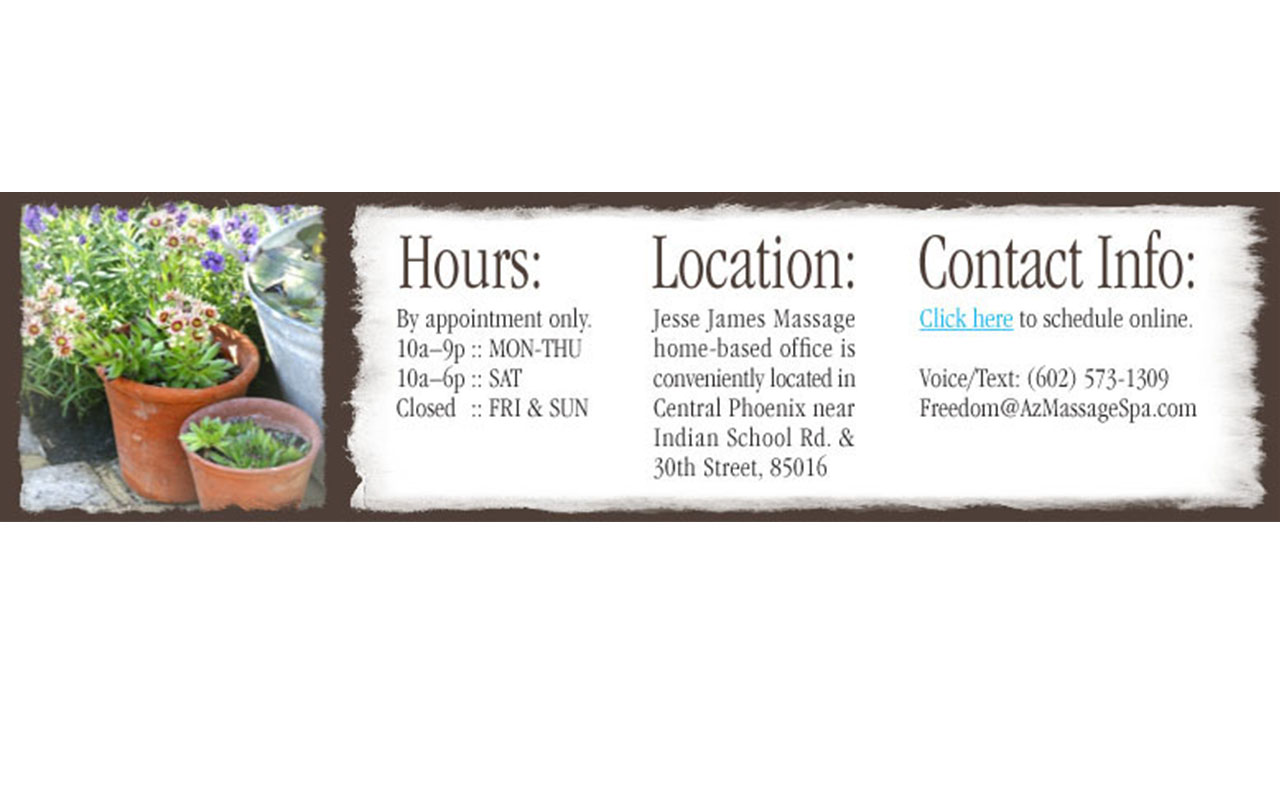 Hours:
By appointment only.
10a–9p :: MON-THU
10a–6p :: SAT
Closed :: FRI & SUN
Location:
Jesse James Massage
home-based office is
conveniently located in
Central Phoenix near
Indian School Rd. &
30th Street, 85016
Contact Info:
Click here to schedule online.
Voice/Text: (602) 573-1309
Freedom@AzMassageSpa.com